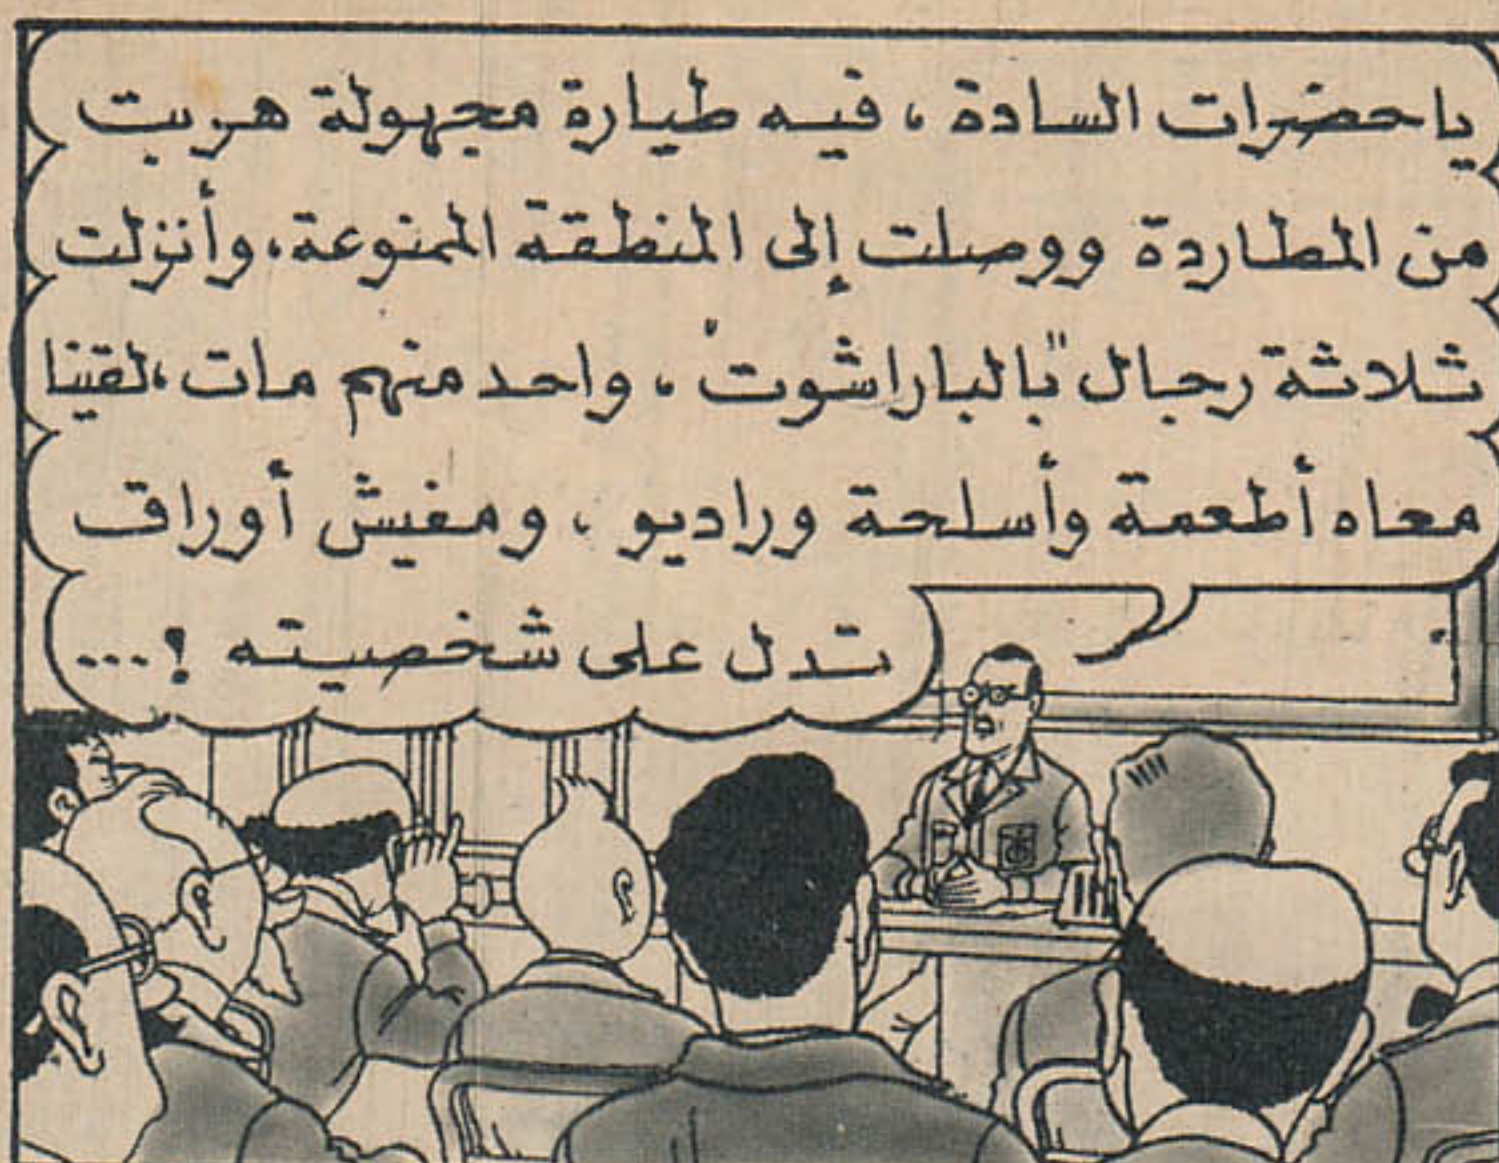 ياحضرات السادة ، فيه طيارة مجهولة هربت
من المطاردة ووصلت إلى المنطقة الممنوعة، وأنزلت
ثلاثة رجال "بالباراشوت" ، واحد منهم مات، لقينا
معاه أطعمة وأسلحة وراديو ، ومفيش أوراق
تدل على شخصيته !...